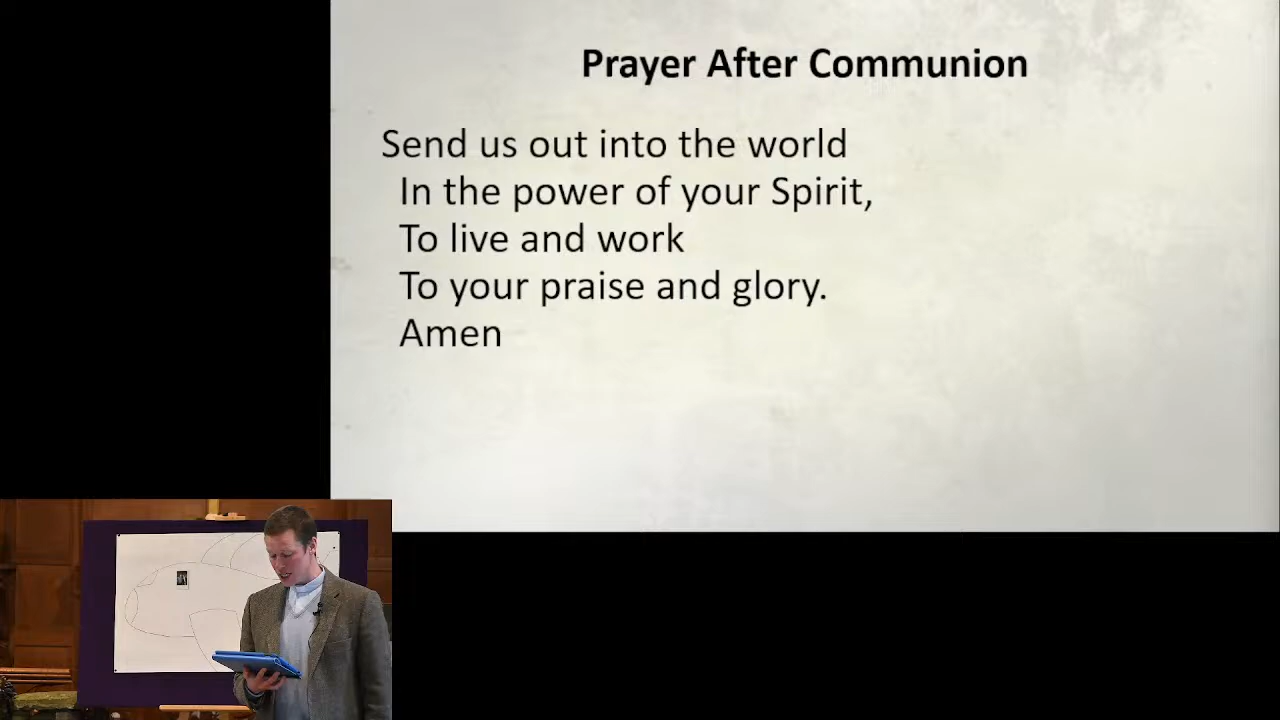 Prayer After Communion
Send us out into the world
In the power of your Spirit,
To live and work
To your praise and glory.
Amen